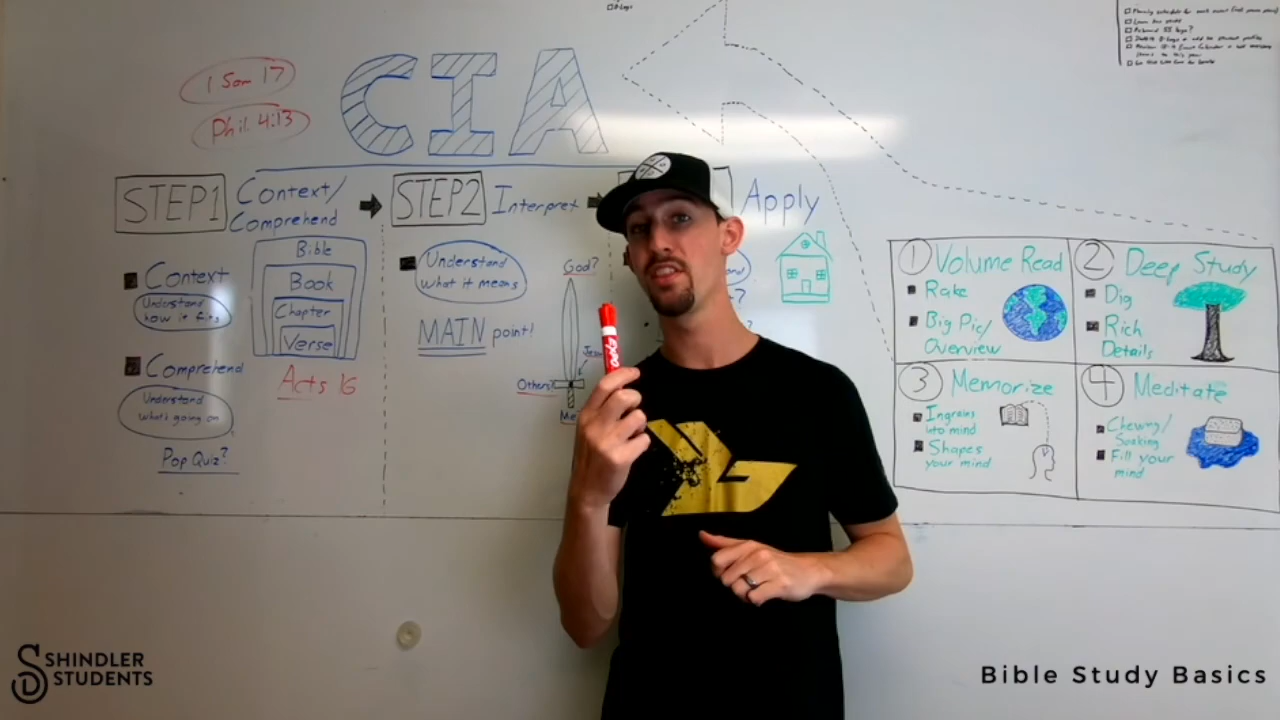 1 Sam 17
Phil. 4:13
CIA
STEP1
Context/
Comprehend
STEP2
Interpret
Apply
Context
Understand
how it fits
Comprehend
Understand
what's going on
Pop Quiz?
Bible
Book
Chapter
Verse
Acts 16
Understand
what it means
MAIN point!
God?
Others?
Me
1 Volume Read
Rake
Big Pic/
Overview
2 Deep Study
Dig
Rich
Details
3 Memorize
Ingrains
into mind
Shapes
your mind
4 Meditate
Chewing/
Soaking
Fill your
mind
SHINDLER
STUDENTS
Bible Study Basics